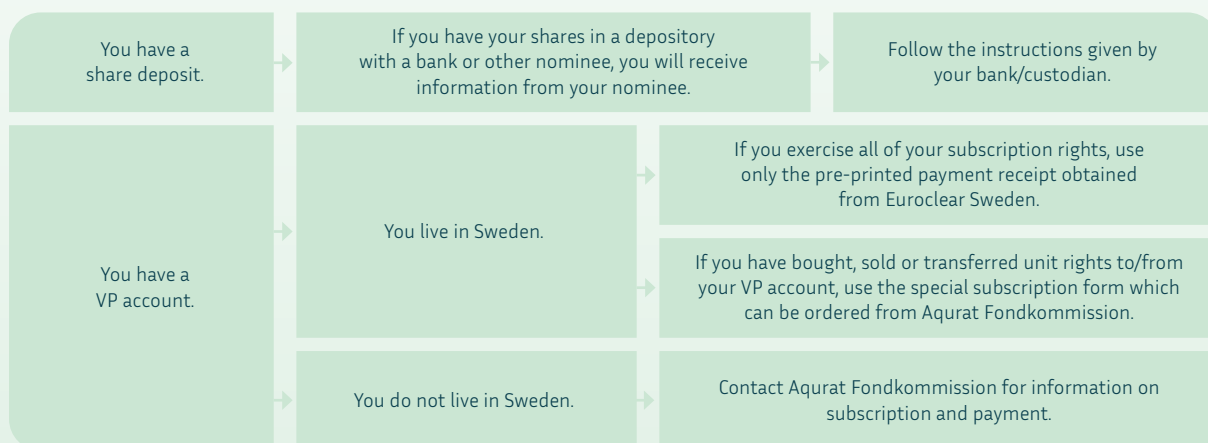 You have a
share deposit.
If you have your shares in a depository
with a bank or other nominee, you will receive
information from your nominee.
Follow the instructions given by
your bank/custodian.
You have a
VP account.
You live in Sweden.
If you exercise all of your subscription rights, use
only the pre-printed payment receipt obtained
from Euroclear Sweden.
If you have bought, sold or transferred unit rights to/from
your VP account, use the special subscription form which
can be ordered from Aqurat Fondkommission.
You do not live in Sweden.
Contact Aqurat Fondkommission for information on
subscription and payment.